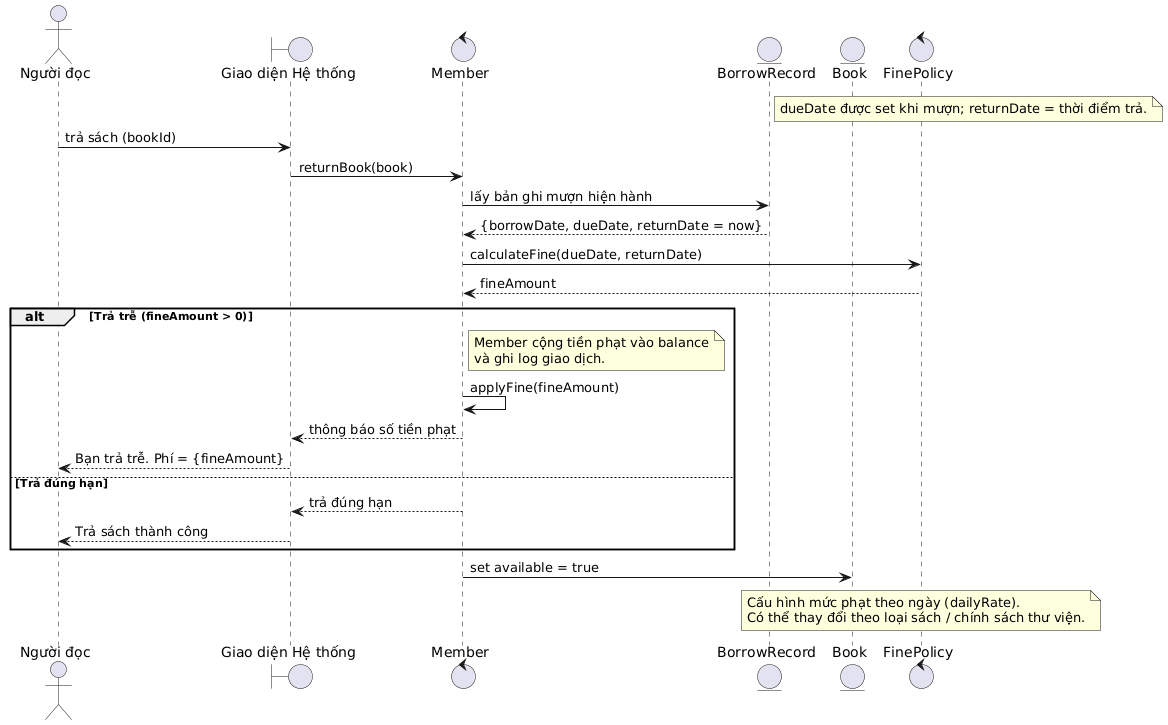 Người đọc
Giao diện Hệ thống
Member
BorrowRecord
Book
FinePolicy
dueDate được set khi mượn; returnDate = thời điểm trả.
trả sách (bookId)
returnBook(book)
lấy bản ghi mượn hiện hành
{borrowDate, dueDate, returnDate = now}
calculateFine(dueDate, returnDate)
fineAmount
alt
[Trả trễ (fineAmount > 0)]
Member cộng tiền phạt vào balance
và ghi log giao dịch.
applyFine(fineAmount)
thông báo số tiền phạt
Bạn trả trễ. Phí = {fineAmount}
[Trả đúng hạn]
trả đúng hạn
Trả sách thành công
set available = true
Cấu hình mức phạt theo ngày (dailyRate).
Có thể thay đổi theo loại sách / chính sách thư viện.
Người đọc
Giao diện Hệ thống
Member
BorrowRecord
Book
FinePolicy